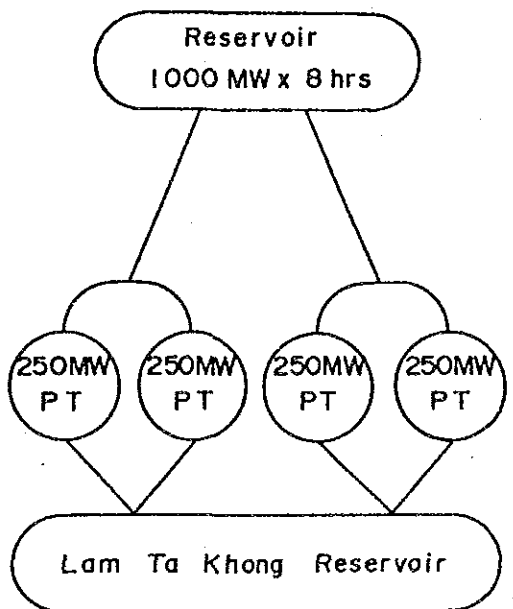 Reservoir
1000 MW x 8 hrs
250MW 250MW 250MW 250MW
PT PT PT PT
Lam Ta Khong Reservoir